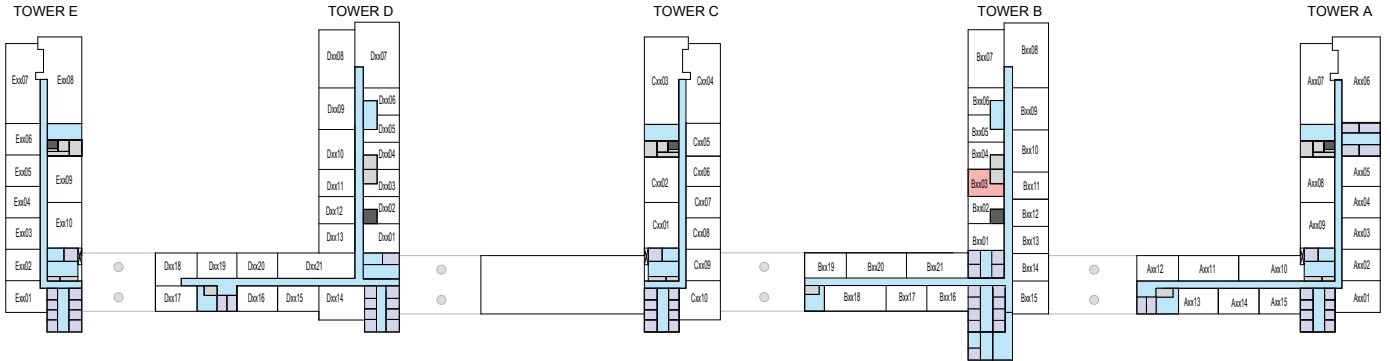 TOWER E
TOWER D
TOWER C
TOWER B
TOWER A
Exx07
Exx08
Exx06
Exx05
Exx09
Exx04
Exx03
Exx10
Exx02
Exx01
Dxx08
Dxx07
Dxx09
Dxx06
Dxx05
Dxx10
Dxx04
Dxx11
Dxx03
Dxx12
Dxx02
Dxx13
Dxx01
Dxx18
Dxx19
Dxx20
Dxx21
Dxx17
Dxx16
Dxx15
Dxx14
Cxx03
Cxx04
Cxx05
Cxx02
Cxx06
Cxx07
Cxx01
Cxx08
Cxx09
Cxx10
Bxx07
Bxx08
Bxx06
Bxx09
Bxx05
Bxx04
Bxx10
Bxx03
Bxx11
Bxx02
Bxx12
Bxx01
Bxx13
Bxx19
Bxx20
Bxx21
Bxx14
Bxx18
Bxx17
Bxx16
Bxx15
Axx07
Axx06
Axx08
Axx05
Axx04
Axx09
Axx03
Axx12
Axx11
Axx10
Axx02
Axx13
Axx14
Axx15
Axx01